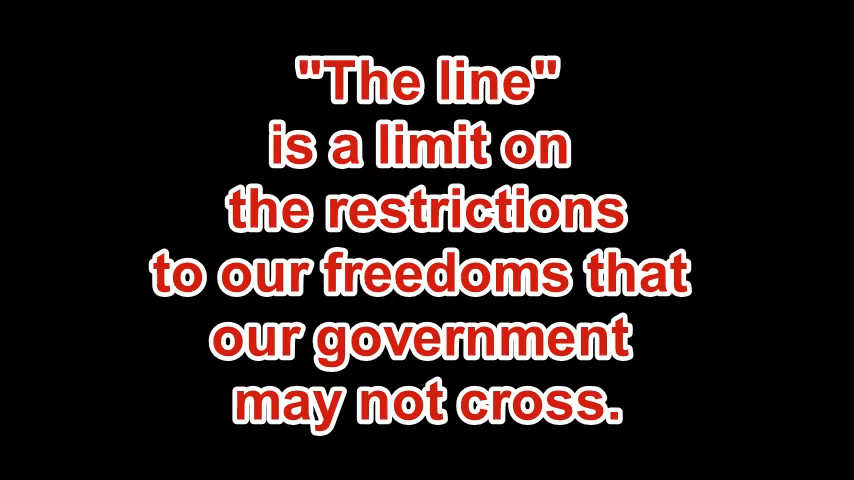 "The line"
is a limit on
the restrictions
to our freedoms that
our government
may not cross.